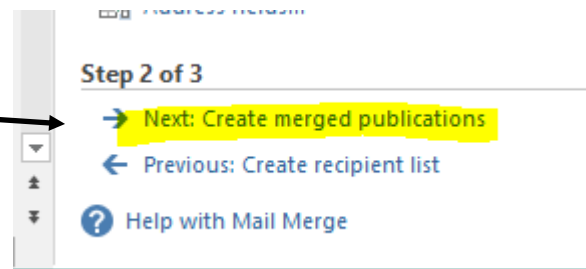 Step 2 of 3
Next: Create merged publications
Previous: Create recipient list
Help with Mail Merge